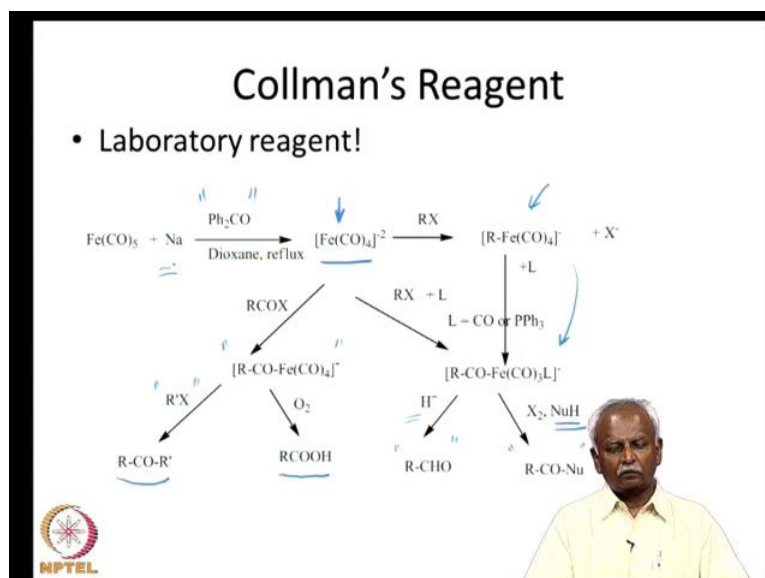 Collman's Reagent
• Laboratory reagent!
Ph₂CO
Fe(CO)₅ + Na
Dioxane, reflux
[Fe(CO)₄]⁻²
RX
[R-Fe(CO)₄]⁻ + X⁻
+L
RCOX
RX + L
L = CO or PPh₃
[R-CO-Fe(CO)₄]⁻
[R-CO-Fe(CO)₃L]⁻
R'X
O₂
H⁻
X₂, NuH
R-CO-R'
RCOOH
R-CHO
R-CO-Nu
NPTEL